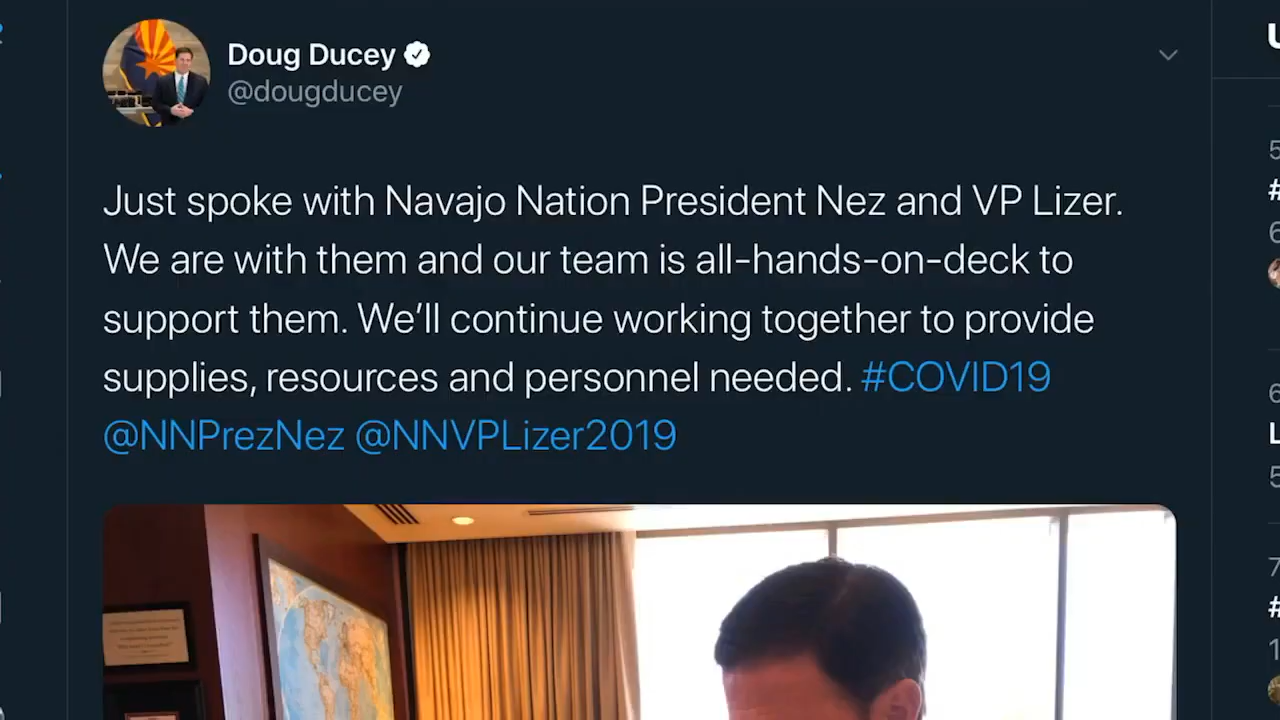 Doug Ducey
@dougducey
Just spoke with Navajo Nation President Nez and VP Lizer.
We are with them and our team is all-hands-on-deck to
support them. We’ll continue working together to provide
supplies, resources and personnel needed. #COVID19
@NNPrezNez @NNVPLizer2019